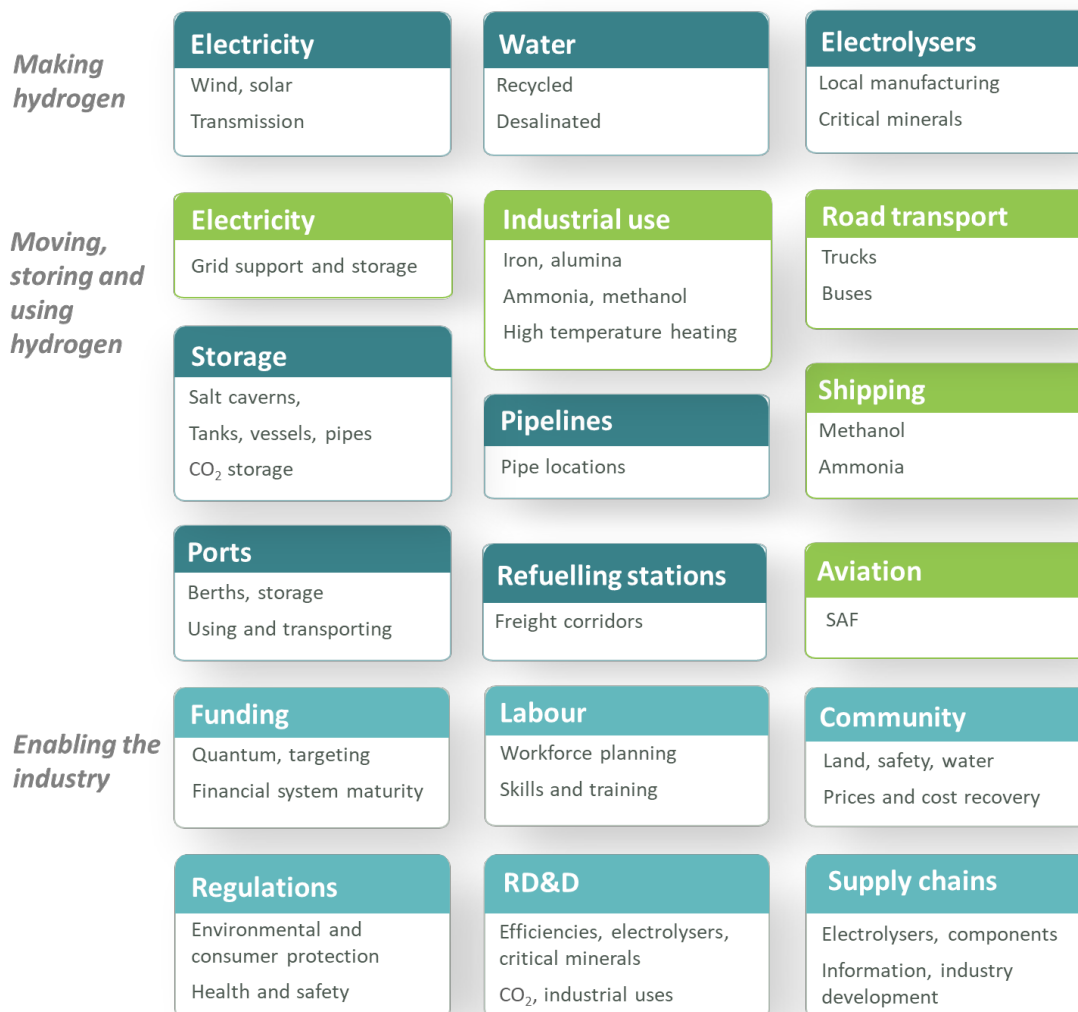 Making
hydrogen
Electricity
Wind, solar
Transmission
Water
Recycled
Desalinated
Electrolysers
Local manufacturing
Critical minerals
Moving,
storing and
using
hydrogen
Electricity
Grid support and storage
Industrial use
Iron, alumina
Ammonia, methanol
High temperature heating
Road transport
Trucks
Buses
Storage
Salt caverns,
Tanks, vessels, pipes
CO₂ storage
Pipelines
Pipe locations
Shipping
Methanol
Ammonia
Ports
Berths, storage
Using and transporting
Refuelling stations
Freight corridors
Aviation
SAF
Enabling the
industry
Funding
Quantum, targeting
Financial system maturity
Labour
Workforce planning
Skills and training
Community
Land, safety, water
Prices and cost recovery
Regulations
Environmental and
consumer protection
Health and safety
RD&D
Efficiencies, electrolysers,
critical minerals
CO₂, industrial uses
Supply chains
Electrolysers, components
Information, industry
development